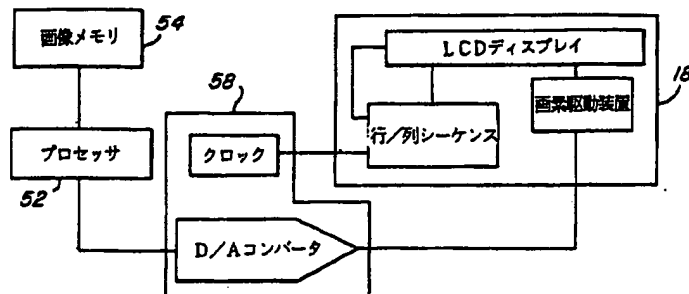 画像メモリ
54
58
LCDディスプレイ
18
画素駆動装置
行/列シーケンス
プロセッサ
52
クロック
D/Aコンバータ